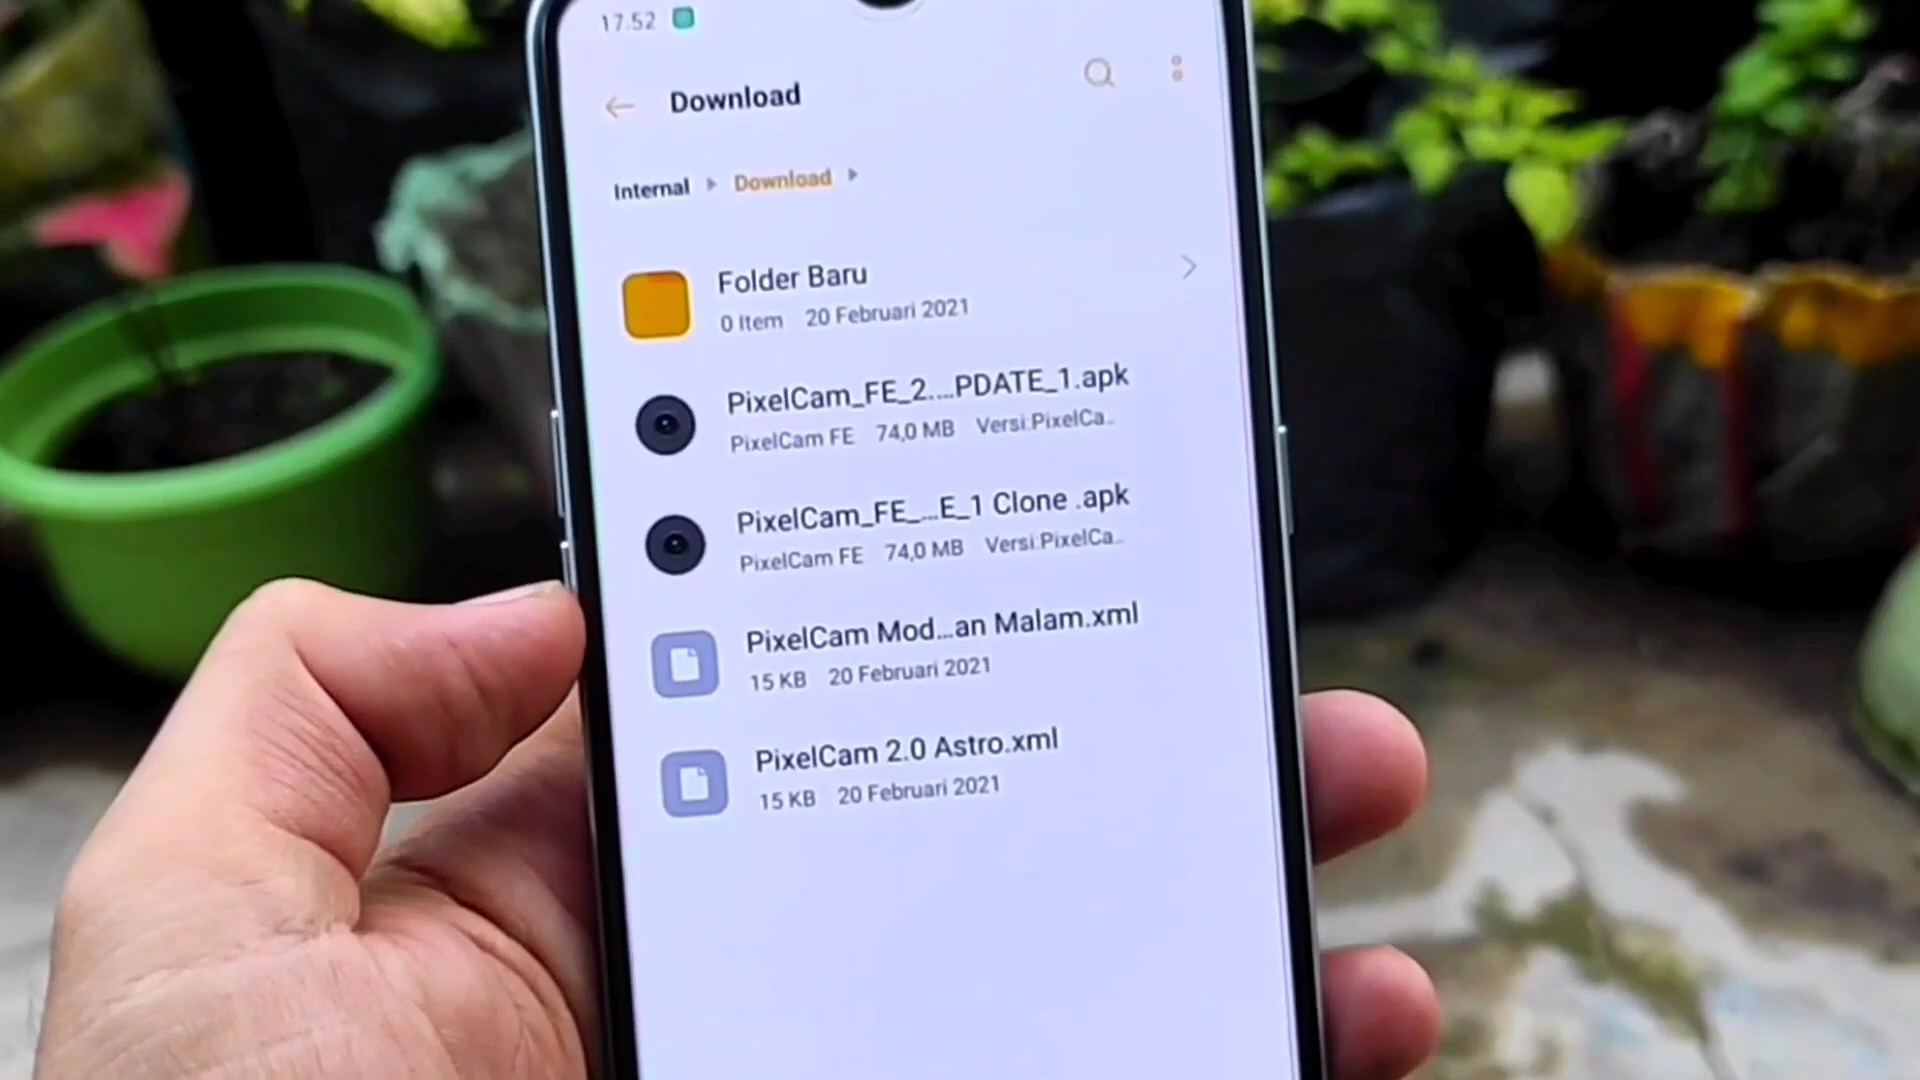 17.52
Download
Internal Download
Folder Baru
0 Item 20 Februari 2021
PixelCam_FE_2....PDATE_1.apk
PixelCam FE 74,0 MB Versi:PixelCa...
PixelCam_FE_...E_1 Clone .apk
PixelCam FE 74,0 MB Versi:PixelCa...
PixelCam Mod...an Malam.xml
15 KB 20 Februari 2021
PixelCam 2.0 Astro.xml
15 KB 20 Februari 2021